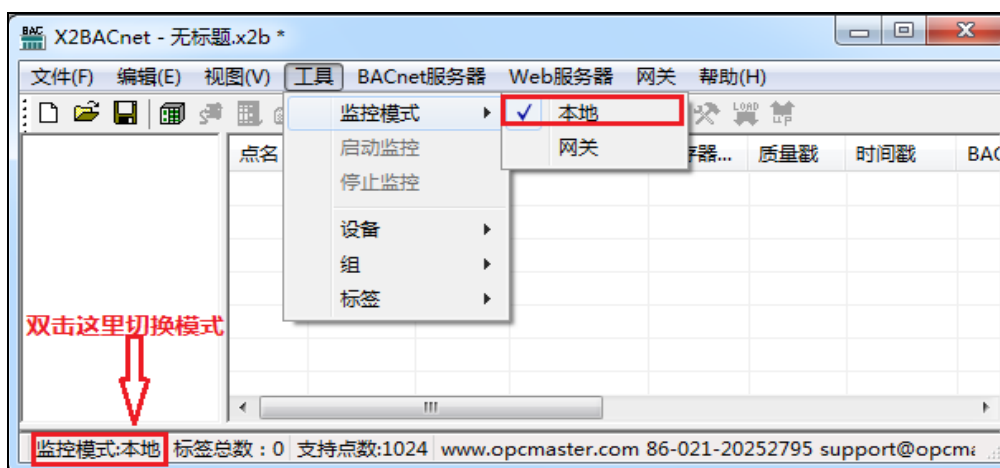 X2BACnet - 无标题.x2b *
文件(F) 编辑(E) 视图(V) 工具 BACnet服务器 Web服务器 网关 帮助(H)
监控模式
本地
启动监控
网关
停止监控
设备
组
标签
点名 质量戳 时间戳
双击这里切换模式
监控模式:本地 标签总数：0 支持点数:1024 www.opcmaster.com 86-021-20252795